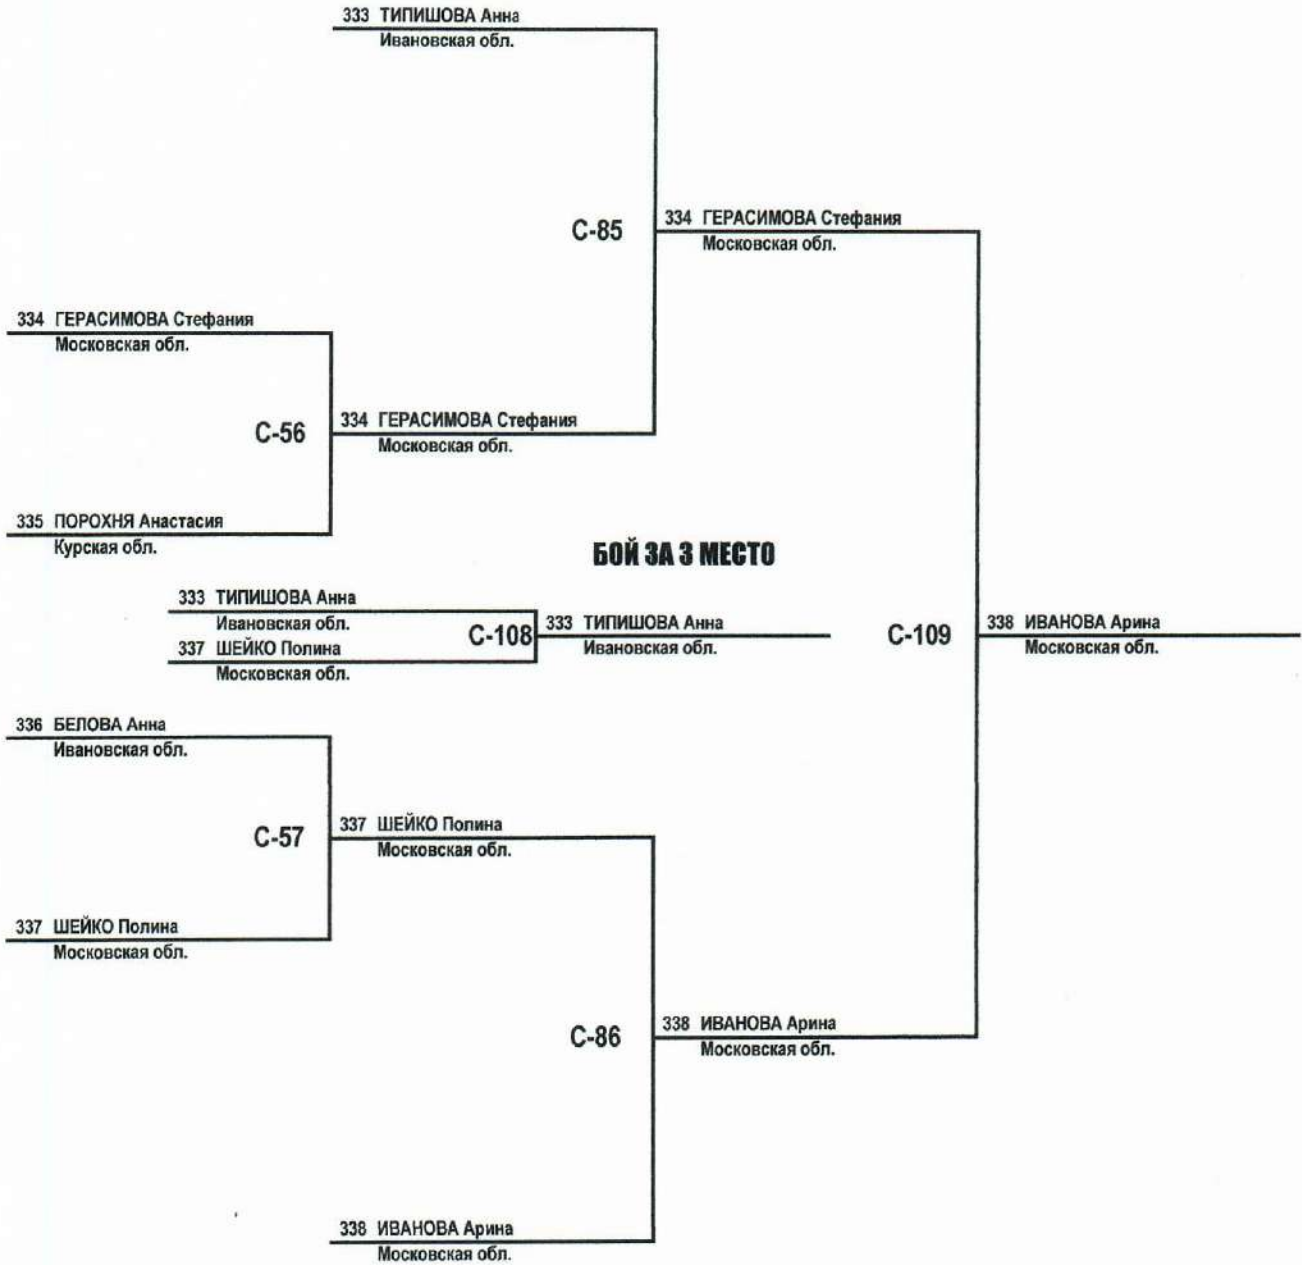 333 ТИПИШОВА Анна
Ивановская обл.
С-85
334 ГЕРАСИМОВА Стефания
Московская обл.
334 ГЕРАСИМОВА Стефания
Московская обл.
С-56
334 ГЕРАСИМОВА Стефания
Московская обл.
335 ПОРОХНЯ Анастасия
Курская обл.
БОЙ ЗА 3 МЕСТО
333 ТИПИШОВА Анна
Ивановская обл.
337 ШЕЙКО Полина
Московская обл.
С-108
333 ТИПИШОВА Анна
Ивановская обл.
С-109
338 ИВАНОВА Арина
Московская обл.
336 БЕЛОВА Анна
Ивановская обл.
С-57
337 ШЕЙКО Полина
Московская обл.
337 ШЕЙКО Полина
Московская обл.
С-86
338 ИВАНОВА Арина
Московская обл.
338 ИВАНОВА Арина
Московская обл.